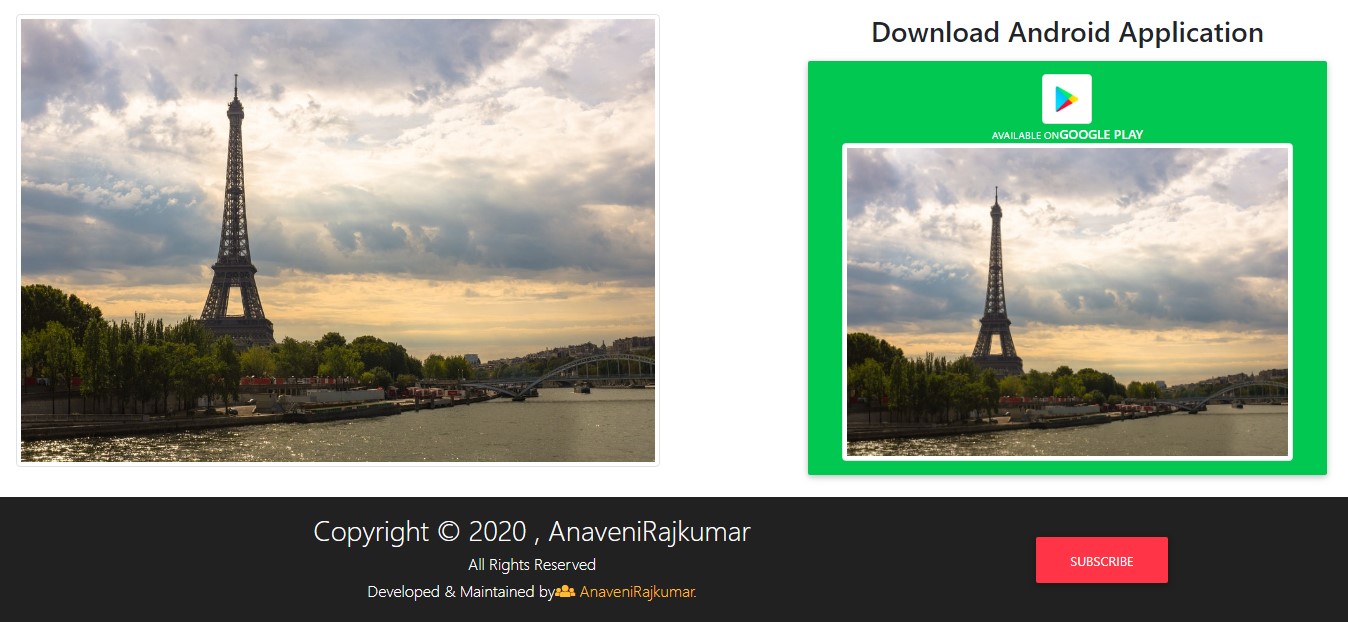 Download Android Application
AVAILABLE ONGOOGLE PLAY
Copyright © 2020 , AnaveniRajkumar
All Rights Reserved
Developed & Maintained by AnaveniRajkumar.
SUBSCRIBE